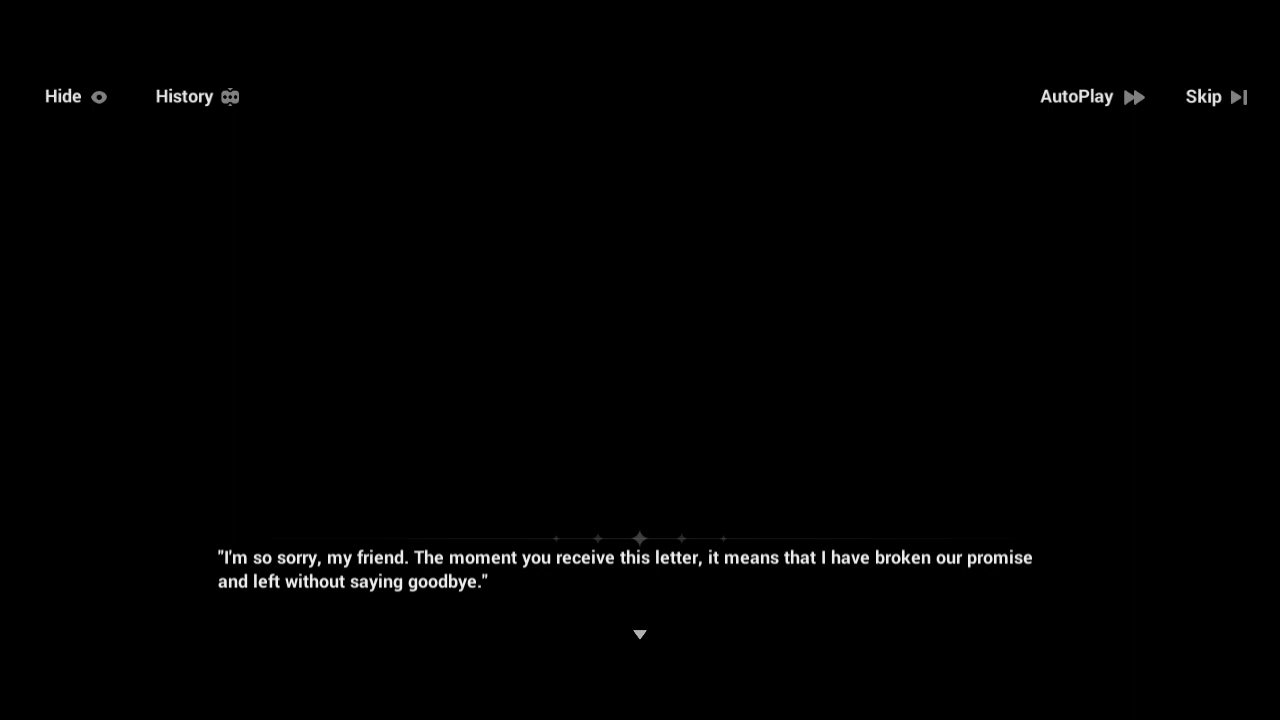 Hide
History
AutoPlay
Skip
"I'm so sorry, my friend. The moment you receive this letter, it means that I have broken our promise
and left without saying goodbye."